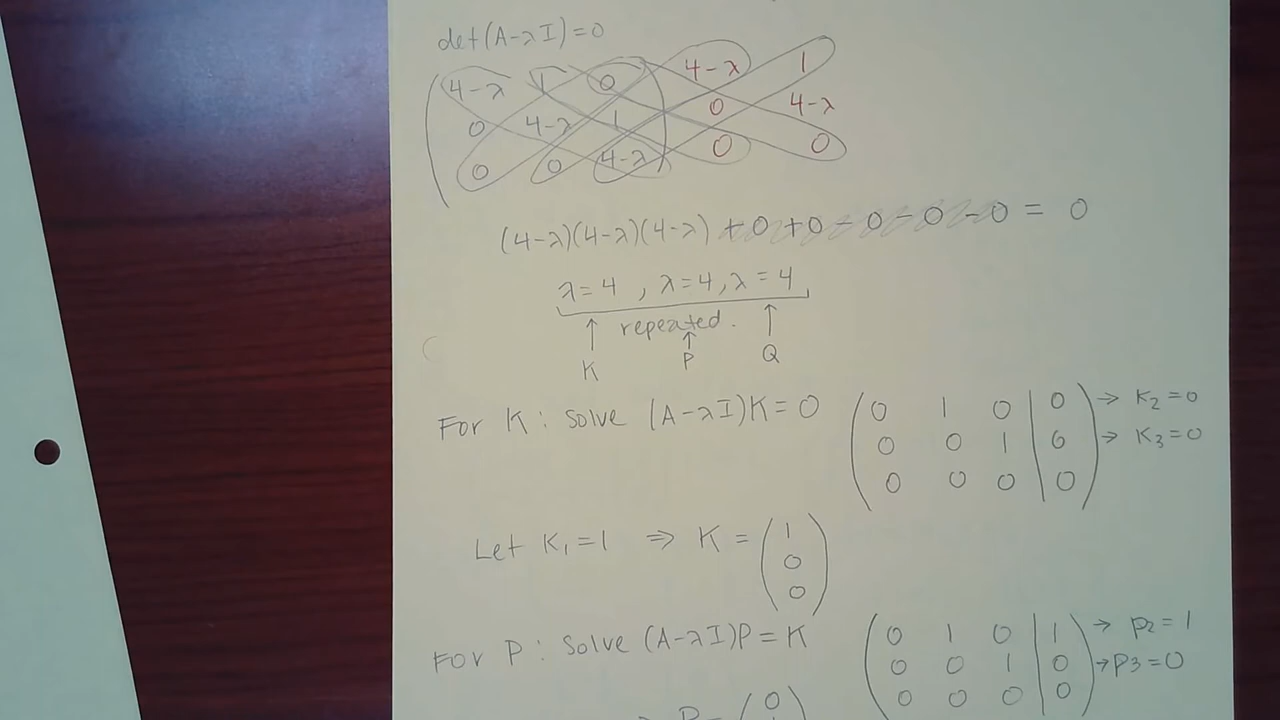 det(A-λI)=0
4-λ 1 0 4-λ 1
0 4-λ 1 0 4-λ
0 0 4-λ 0 0
(4-λ)(4-λ)(4-λ) +0 +0 -0 -0 -0 = 0
λ=4 , λ=4, λ=4
↑ repeated. ↑
↑
K P Q
For K: Solve (A-λI)K=0 (0 1 0 | 0) → K₂=0
0 0 1 | 0 → K₃=0
0 0 0 | 0
Let K₁=1 ⇒ K = (1
0
0)
For P: Solve (A-λI)P=K (0 1 0 | 1) → P₂=1
0 0 1 | 0 → P3=0
0 0 0 | 0
⇒ P= (0